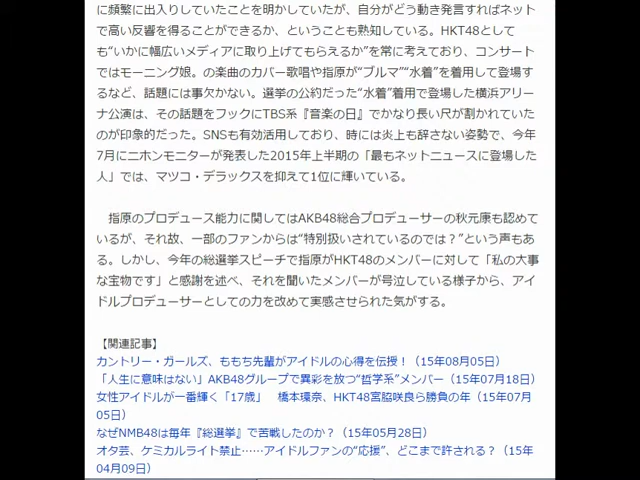 に頻繁に出入りしていたことを明かしていたが、自分がどう動き発言すればネット
で高い反響を得ることができるか、ということも熟知している。HKT48として
も“いかに幅広いメディアに取り上げてもらえるか”を常に考えており、コンサート
ではモーニング娘。の楽曲のカバー歌唱や指原が“ブルマ”“水着”を着用して登場す
るなど、話題には事欠かない。選挙の公約だった“水着”着用で登場した横浜アリー
ナ公演は、その話題をフックにTBS系『音楽の日』でかなり長い尺が割かれていた
のが印象的だった。SNSも有効活用しており、時には炎上も辞さない姿勢で、今年
7月にニホンモニターが発表した2015年上半期の「最もネットニュースに登場した
人」では、マツコ・デラックスを抑えて1位に輝いている。
指原のプロデュース能力に関してはAKB48総合プロデューサーの秋元康も認めて
いるが、それ故、一部のファンからは“特別扱いされているのでは？”という声もあ
る。しかし、今年の総選挙スピーチで指原がHKT48のメンバーに対して「私の大事
な宝物です」と感謝を述べ、それを聞いたメンバーが号泣している様子から、アイ
ドルプロデューサーとしての力を改めて実感させられた気がする。
【関連記事】
カントリー・ガールズ、ももち先輩がアイドルの心得を伝授！（15年08月05日）
「人生に意味はない」AKB48グループで異彩を放つ“哲学系”メンバー（15年07月18日）
女性アイドルが一番輝く「17歳」　橋本環奈、HKT48宮脇咲良ら勝負の年（15年07月
05日）
なぜNMB48は毎年『総選挙』で苦戦したのか？（15年05月28日）
オタ芸、ケミカルライト禁止……アイドルファンの“応援”、どこまで許される？（15年
04月09日）